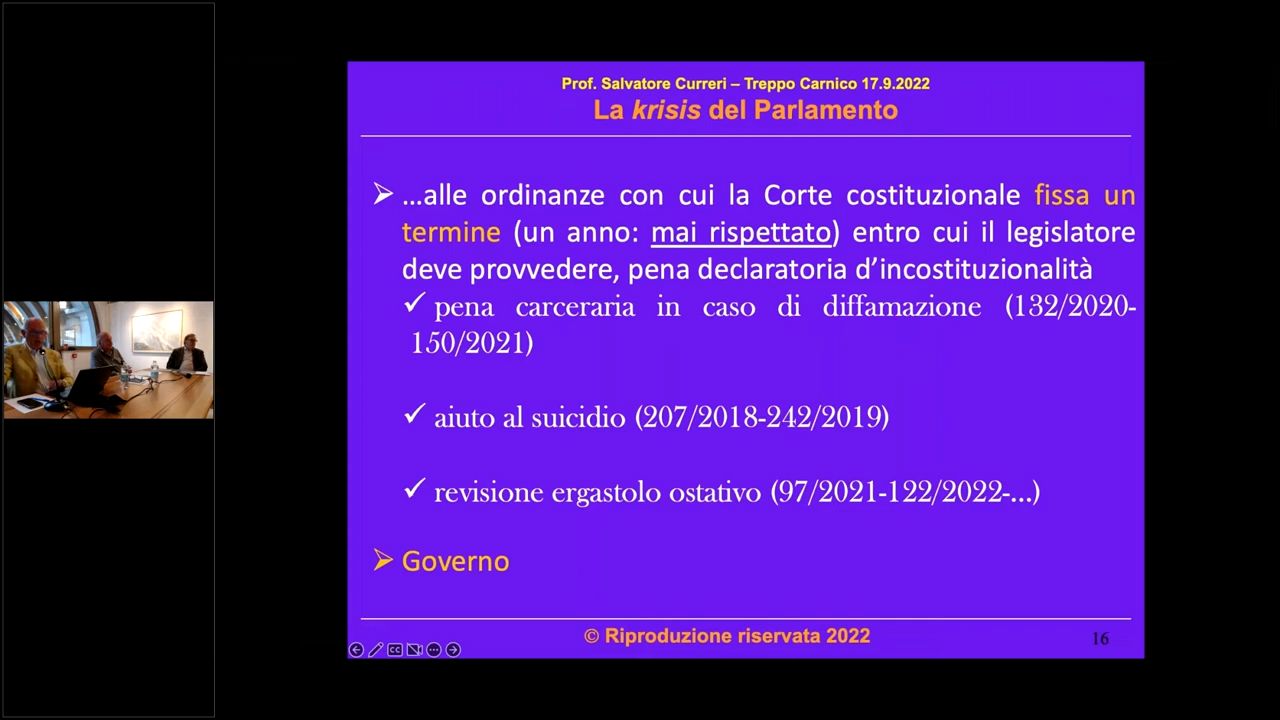 Prof. Salvatore Curreri – Treppo Carnico 17.9.2022
La krisis del Parlamento
➢ …alle ordinanze con cui la Corte costituzionale fissa un
termine (un anno: mai rispettato) entro cui il legislatore
deve provvedere, pena declaratoria d’incostituzionalità
✓ pena carceraria in caso di diffamazione (132/2020-
150/2021)
✓ aiuto al suicidio (207/2018-242/2019)
✓ revisione ergastolo ostativo (97/2021-122/2022-…)
➢ Governo
© Riproduzione riservata 2022
16
CC